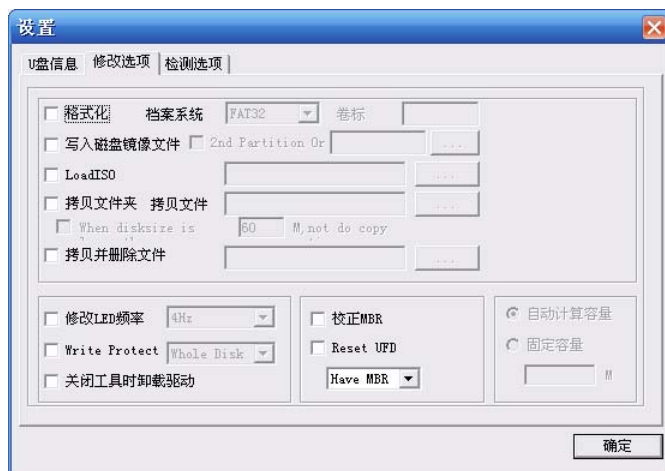 设置
U盘信息 修改选项 检测选项
格式化 档案系统 FAT32 卷标
写入磁盘镜像文件 2nd Partition Or ...
LoadISO ...
拷贝文件夹 拷贝文件 ...
When disksize is 60 M,not do copy
拷贝并删除文件 ...
修改LED频率 4Hz 校正MBR 自动计算容量
Write Protect Whole Disk Reset UFD 固定容量
关闭工具时卸载驱动 Have MBR M
确定